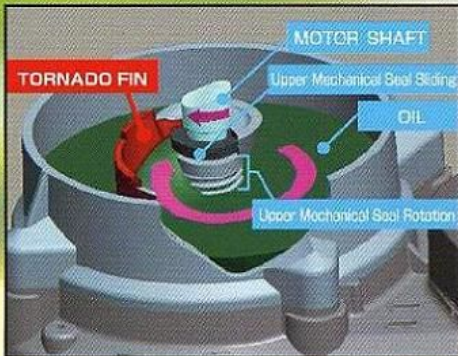 MOTOR SHAFT
TORNADO FIN
Upper Mechanical Seal Sliding
OIL
Upper Mechanical Seal Rotation